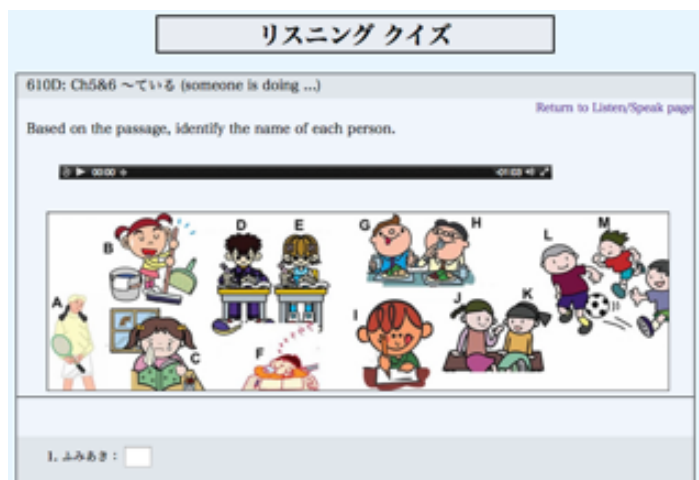 リスニング クイズ
610D: Ch5&6 〜ている (someone is doing ...)
Return to Listen/Speak page
Based on the passage, identify the name of each person.
00:00 -01:03
B D E G H L M
A C F I J K
1. ふみあき：